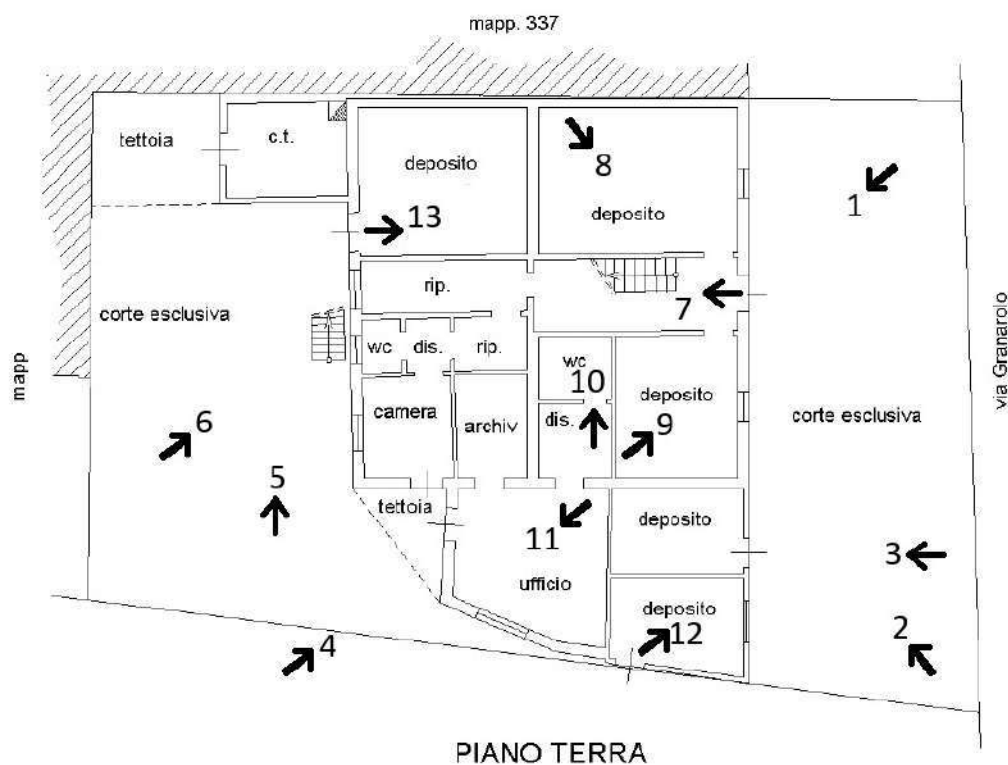 mapp. 337
tettoia
c.t.
deposito
8
deposito
1
13
corte esclusiva
rip.
7
via Granarolo
wc
dis.
rip.
wc
10
mapp
camera
archiv
dis.
deposito
9
corte esclusiva
6
5
tettoia
11
ufficio
deposito
3
deposito
12
2
4
PIANO TERRA